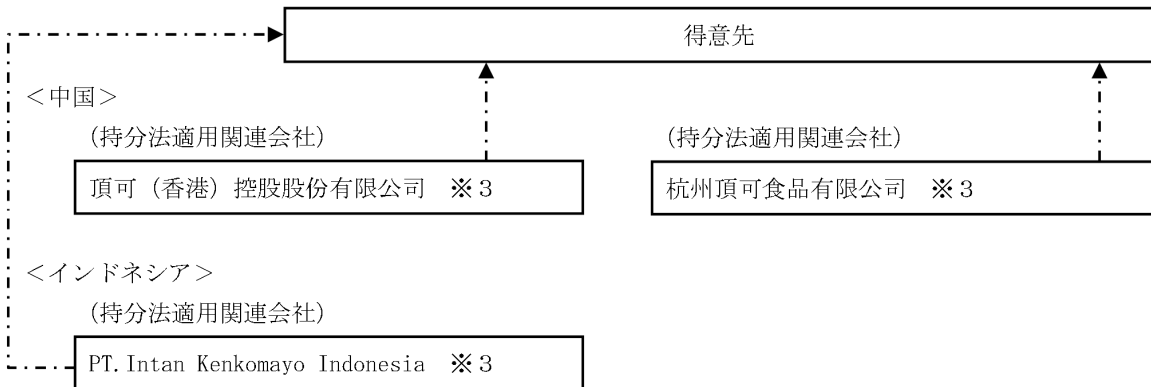 得意先
＜中国＞
（持分法適用関連会社）
（持分法適用関連会社）
頂可（香港）控股股份有限公司　※３
杭州頂可食品有限公司　※３
＜インドネシア＞
（持分法適用関連会社）
PT.Intan Kenkomayo Indonesia　※３